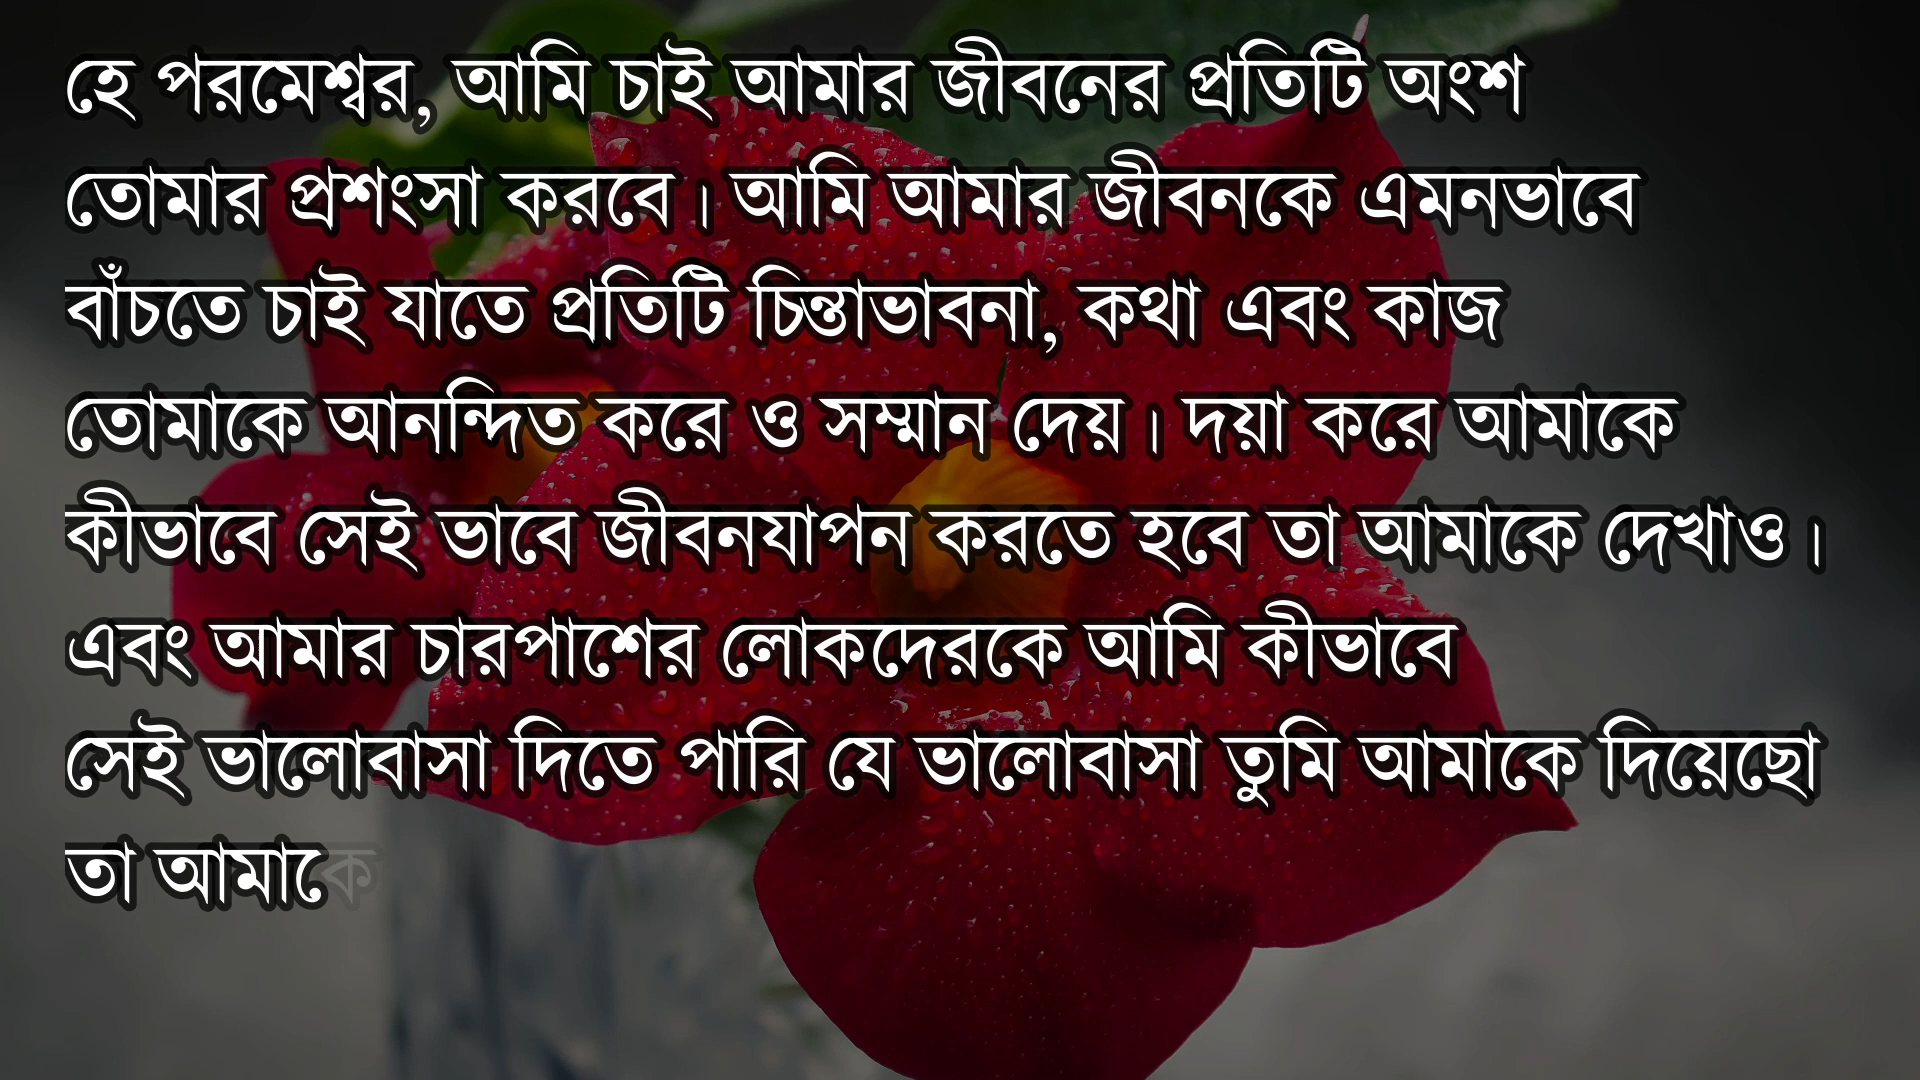 হে পরমেশ্বর, আমি চাই আমার জীবনের প্রতিটি অংশ
তোমার প্রশংসা করবে। আমি আমার জীবনকে এমনভাবে
বাঁচতে চাই যাতে প্রতিটি চিন্তাভাবনা, কথা এবং কাজ
তোমাকে আনন্দিত করে ও সম্মান দেয়। দয়া করে আমাকে
কীভাবে সেই ভাবে জীবনযাপন করতে হবে তা আমাকে দেখাও।
এবং আমার চারপাশের লোকদেরকে আমি কীভাবে
সেই ভালোবাসা দিতে পারি যে ভালোবাসা তুমি আমাকে দিয়েছো
তা আমাকে